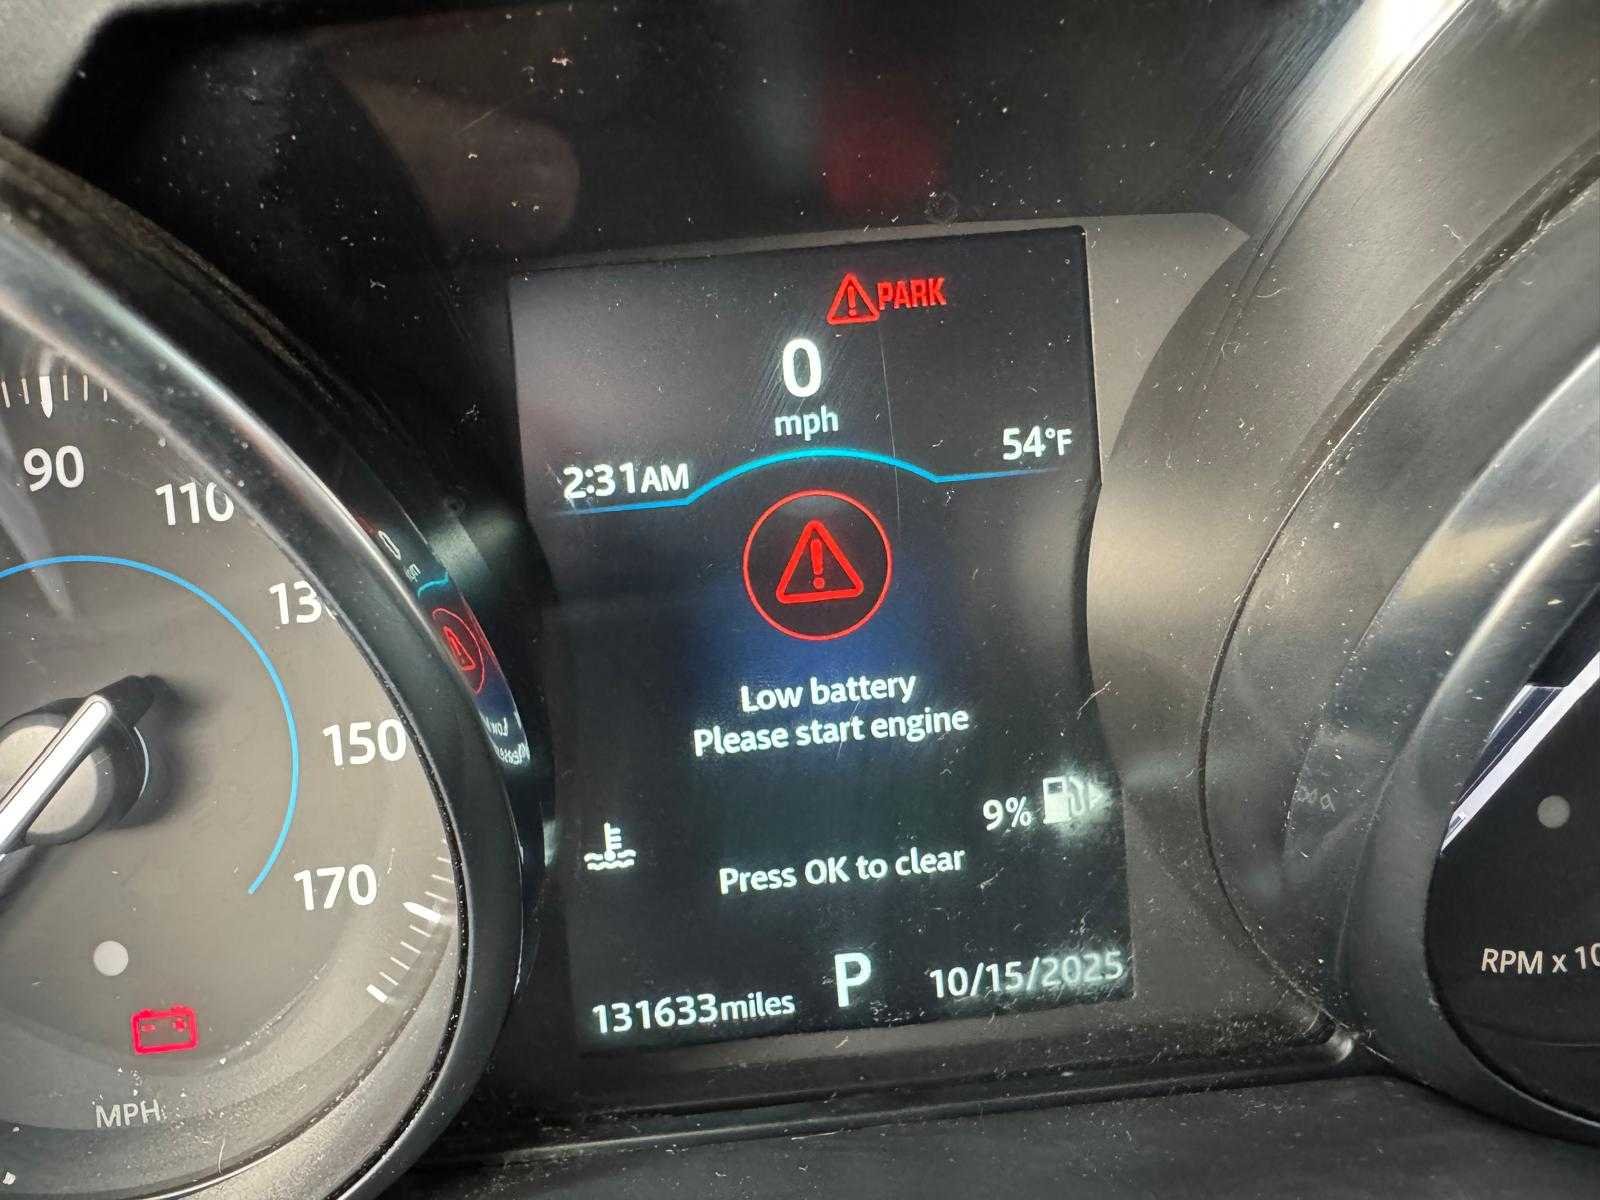 PARK
0
mph
2:31AM
54°F
Low battery
Please start engine
9%
Press OK to clear
131633miles
P
10/15/2025
90
110
150
170
MPH
RPM x 10